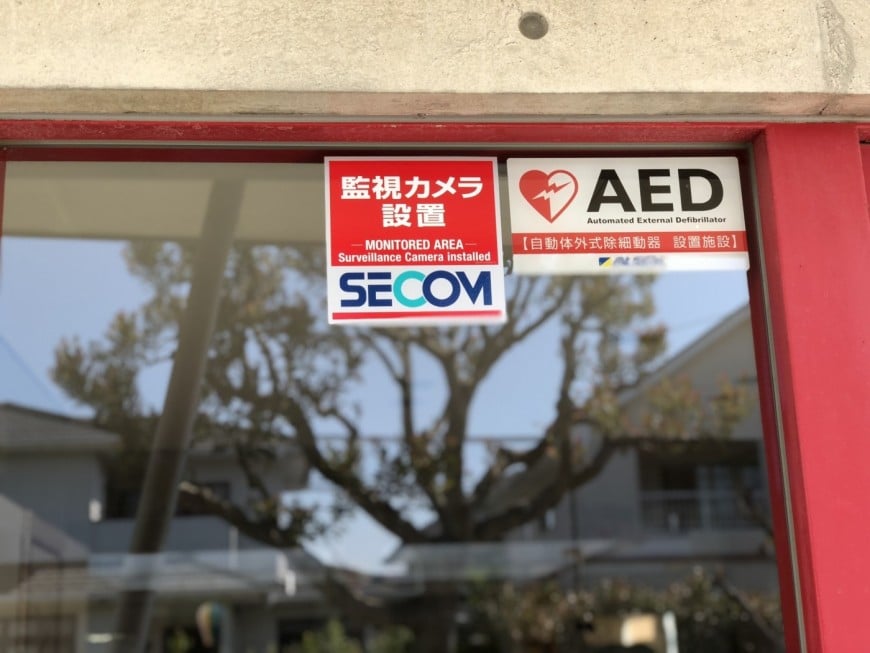 監視カメラ
設置
MONITORED AREA
Surveillance Camera installed
SECOM
AED
Automated External Defibrillator
【自動体外式除細動器　設置施設】